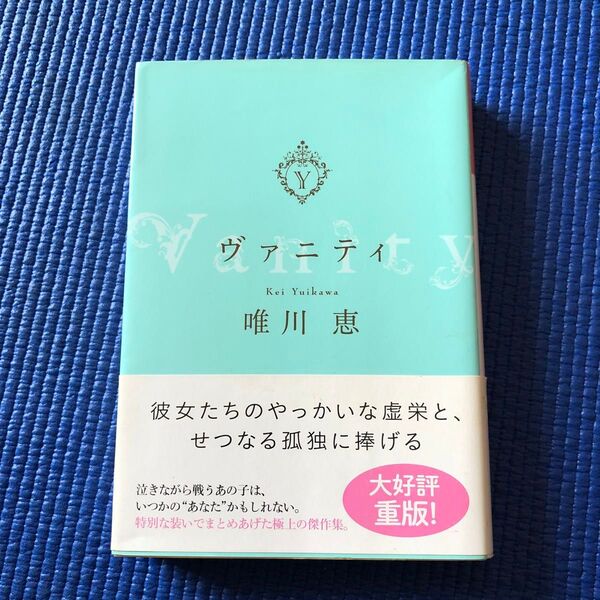 Y
Vanity
ヴァニティ
Kei Yuikawa
唯川 恵
彼女たちのやっかいな虚栄と、
せつなる孤独に捧げる
泣きながら戦うあの子は、
いつかの“あなた”かもしれない。
特別な装いでまとめあげた極上の傑作集。
大好評
重版!